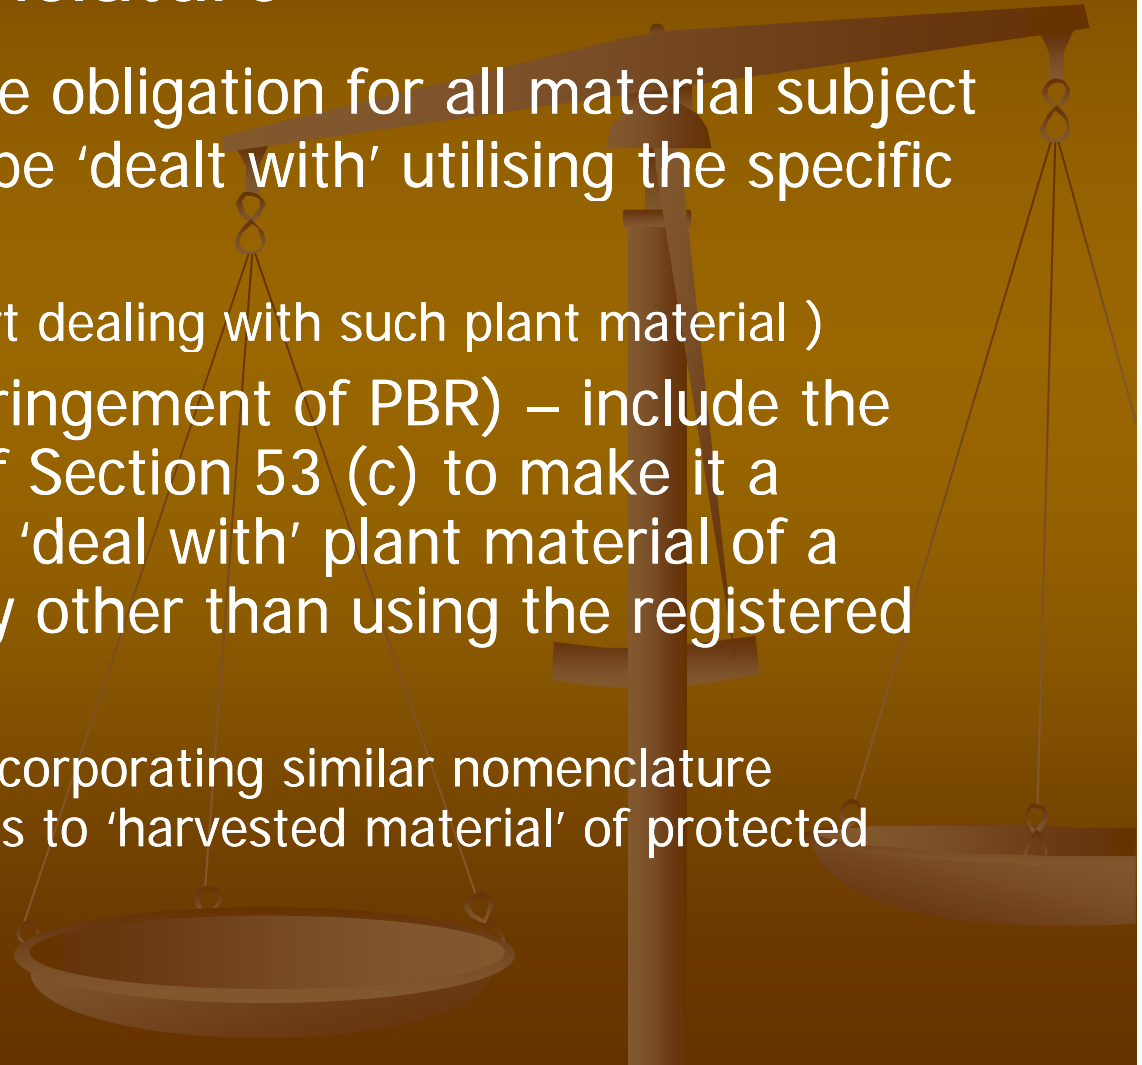 e obligation for all material subject
be ‘dealt with’ utilising the specific
t dealing with such plant material )
ringement of PBR) – include the
f Section 53 (c) to make it a
‘deal with’ plant material of a
y other than using the registered
corporating similar nomenclature
s to ‘harvested material’ of protected